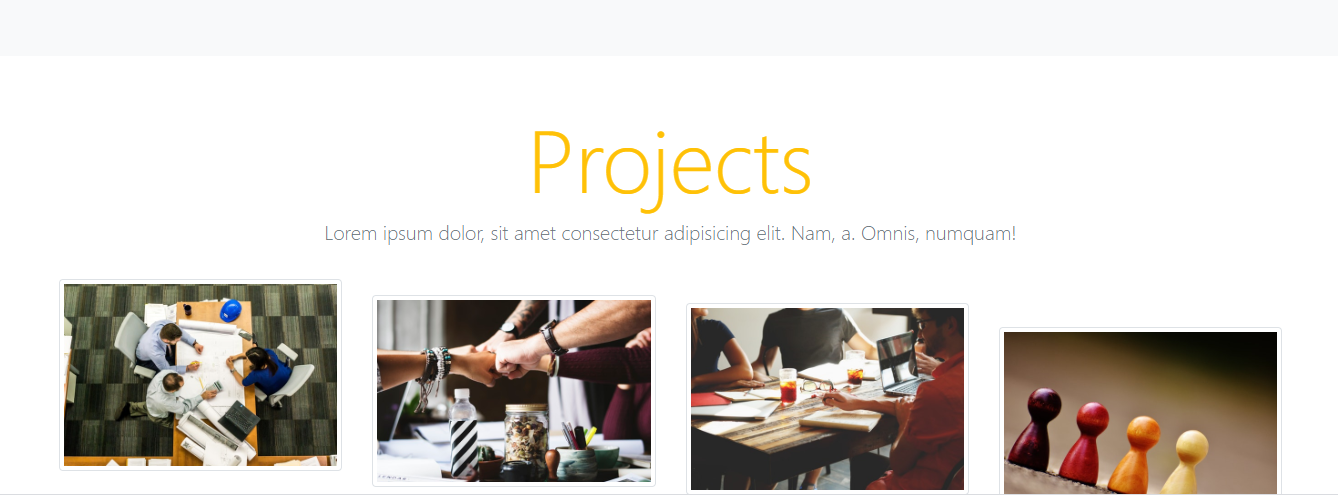 Projects
Lorem ipsum dolor, sit amet consectetur adipisicing elit. Nam, a. Omnis, numquam!